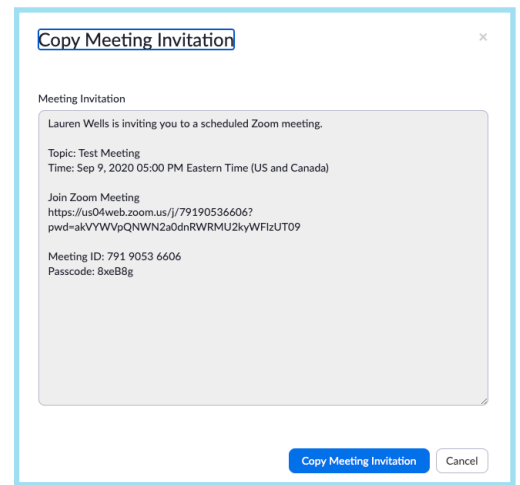 Copy Meeting Invitation
×
Meeting Invitation
Lauren Wells is inviting you to a scheduled Zoom meeting.
Topic: Test Meeting
Time: Sep 9, 2020 05:00 PM Eastern Time (US and Canada)
Join Zoom Meeting
https://us04web.zoom.us/j/79190536606?
pwd=akVYWVpQNWN2a0dnRWRMU2kyWFIzUT09
Meeting ID: 791 9053 6606
Passcode: 8xeB8g
Copy Meeting Invitation
Cancel